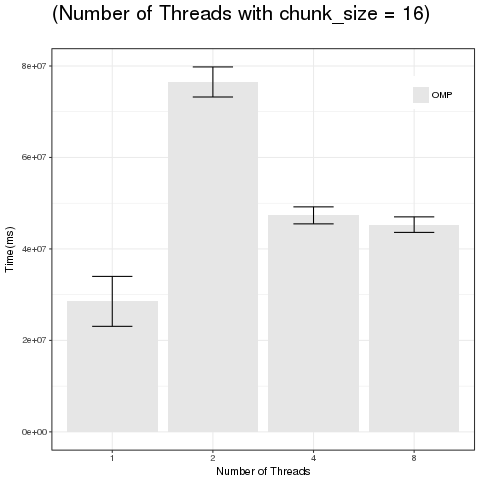 (Number of Threads with chunk_size = 16)
8e+07
OMP
6e+07
Time(ms)
4e+07
2e+07
0e+00
1 2 4 8
Number of Threads